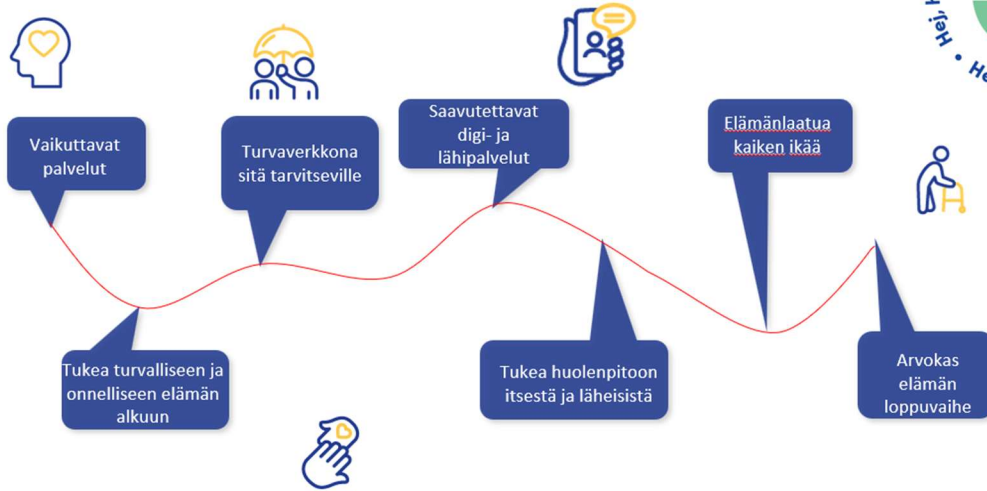 Vaikuttavat
palvelut
Tukea turvalliseen ja
onnelliseen elämän
alkuun
Turvaverkkona
sitä tarvitseville
Saavutettavat
digi- ja
lähipalvelut
Tukea huolenpitoon
itsestä ja läheisistä
Elämänlaatua
kaiken ikää
Arvokas
elämän
loppuvaihe
Hej,